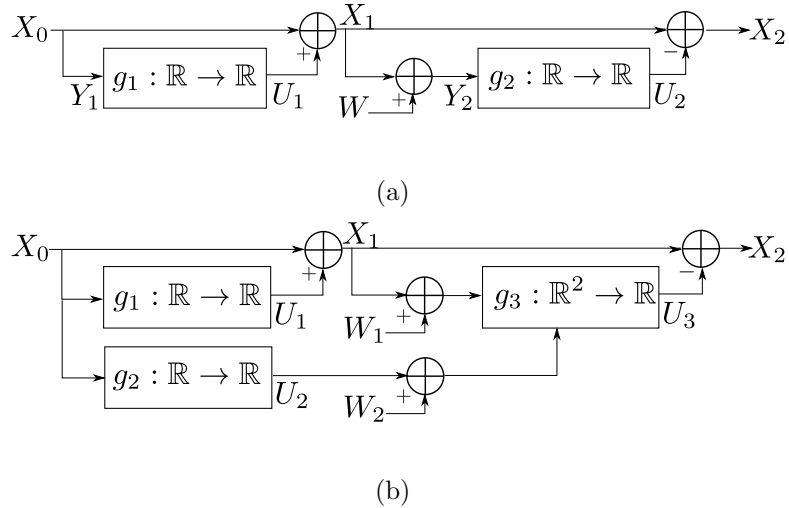 X₀ + X₁ − X₂
Y₁ g₁ : ℝ → ℝ U₁ W + Y₂ g₂ : ℝ → ℝ U₂
(a)
X₀ + X₁ − X₂
g₁ : ℝ → ℝ U₁ W₁ + g₃ : ℝ² → ℝ U₃
g₂ : ℝ → ℝ U₂ W₂ +
(b)